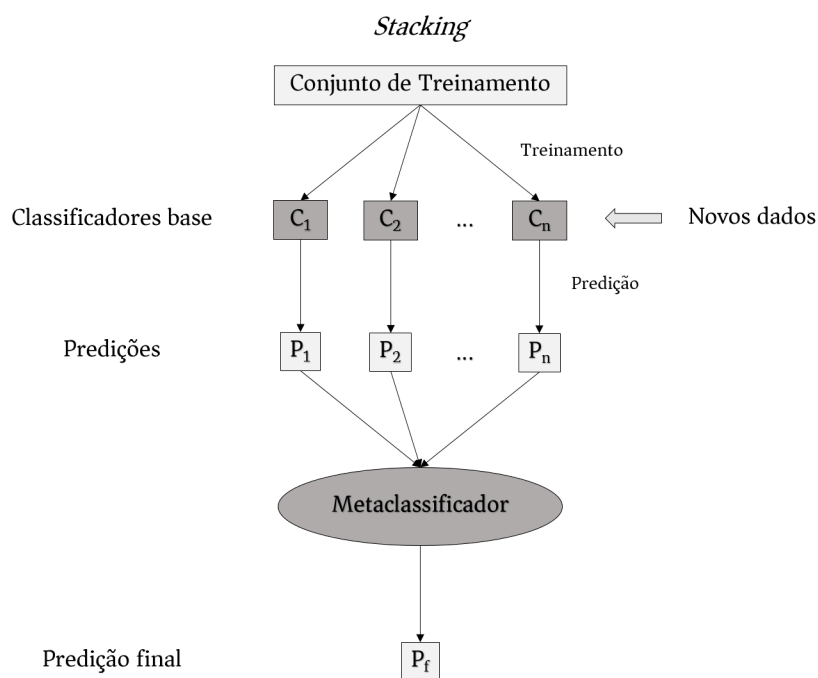 Stacking
Conjunto de Treinamento
Treinamento
Classificadores base
C₁
C₂
...
Cₙ
Novos dados
Predição
Predições
P₁
P₂
...
Pₙ
Metaclassificador
Predição final
P_f